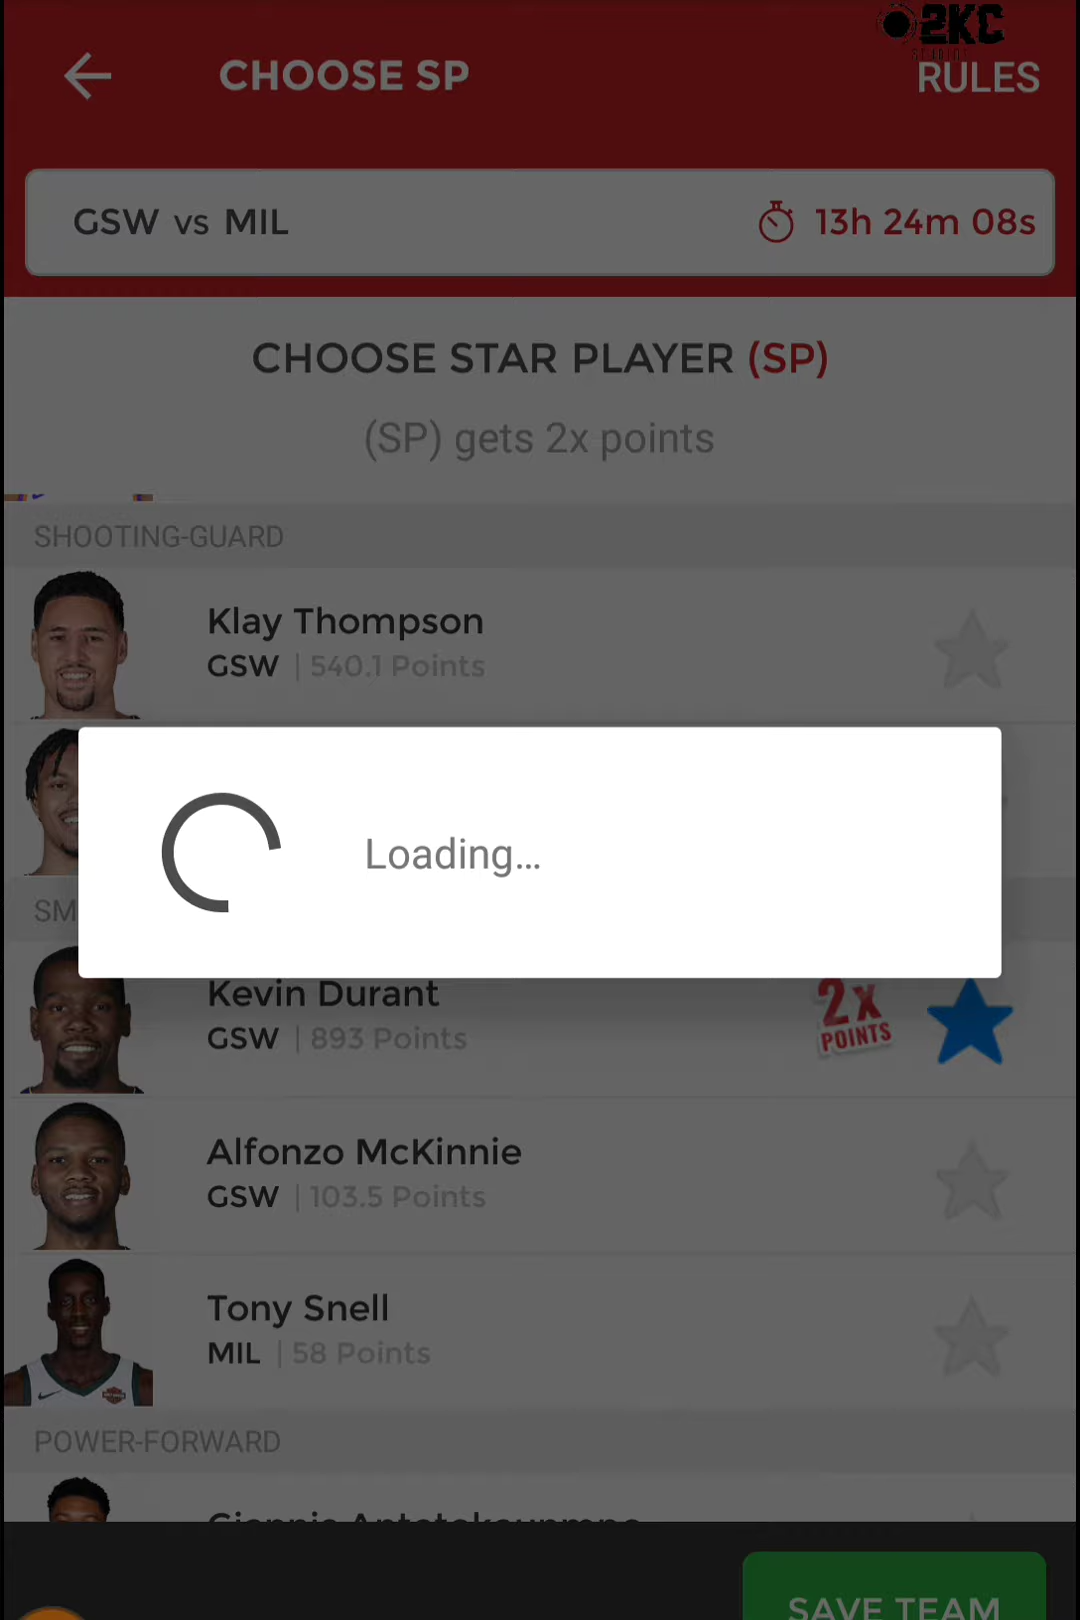 2KC
CHOOSE SP
RULES
GSW vs MIL
13h 24m 08s
CHOOSE STAR PLAYER (SP)
(SP) gets 2x points
SHOOTING-GUARD
Klay Thompson
GSW | 540.1 Points
Loading...
SM
Kevin Durant
GSW | 893 Points
2X
POINTS
Alfonzo McKinnie
GSW | 103.5 Points
Tony Snell
MIL | 58 Points
POWER-FORWARD
SAVE TEAM